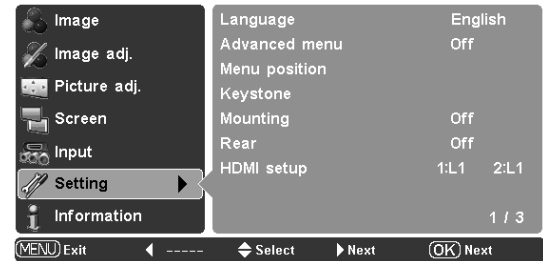 Image
Image adj.
Picture adj.
Screen
Input
Setting
Information
Language English
Advanced menu Off
Menu position
Keystone
Mounting Off
Rear Off
HDMI setup 1:L1 2:L1
1 / 3
MENU Exit ----- Select Next OK Next